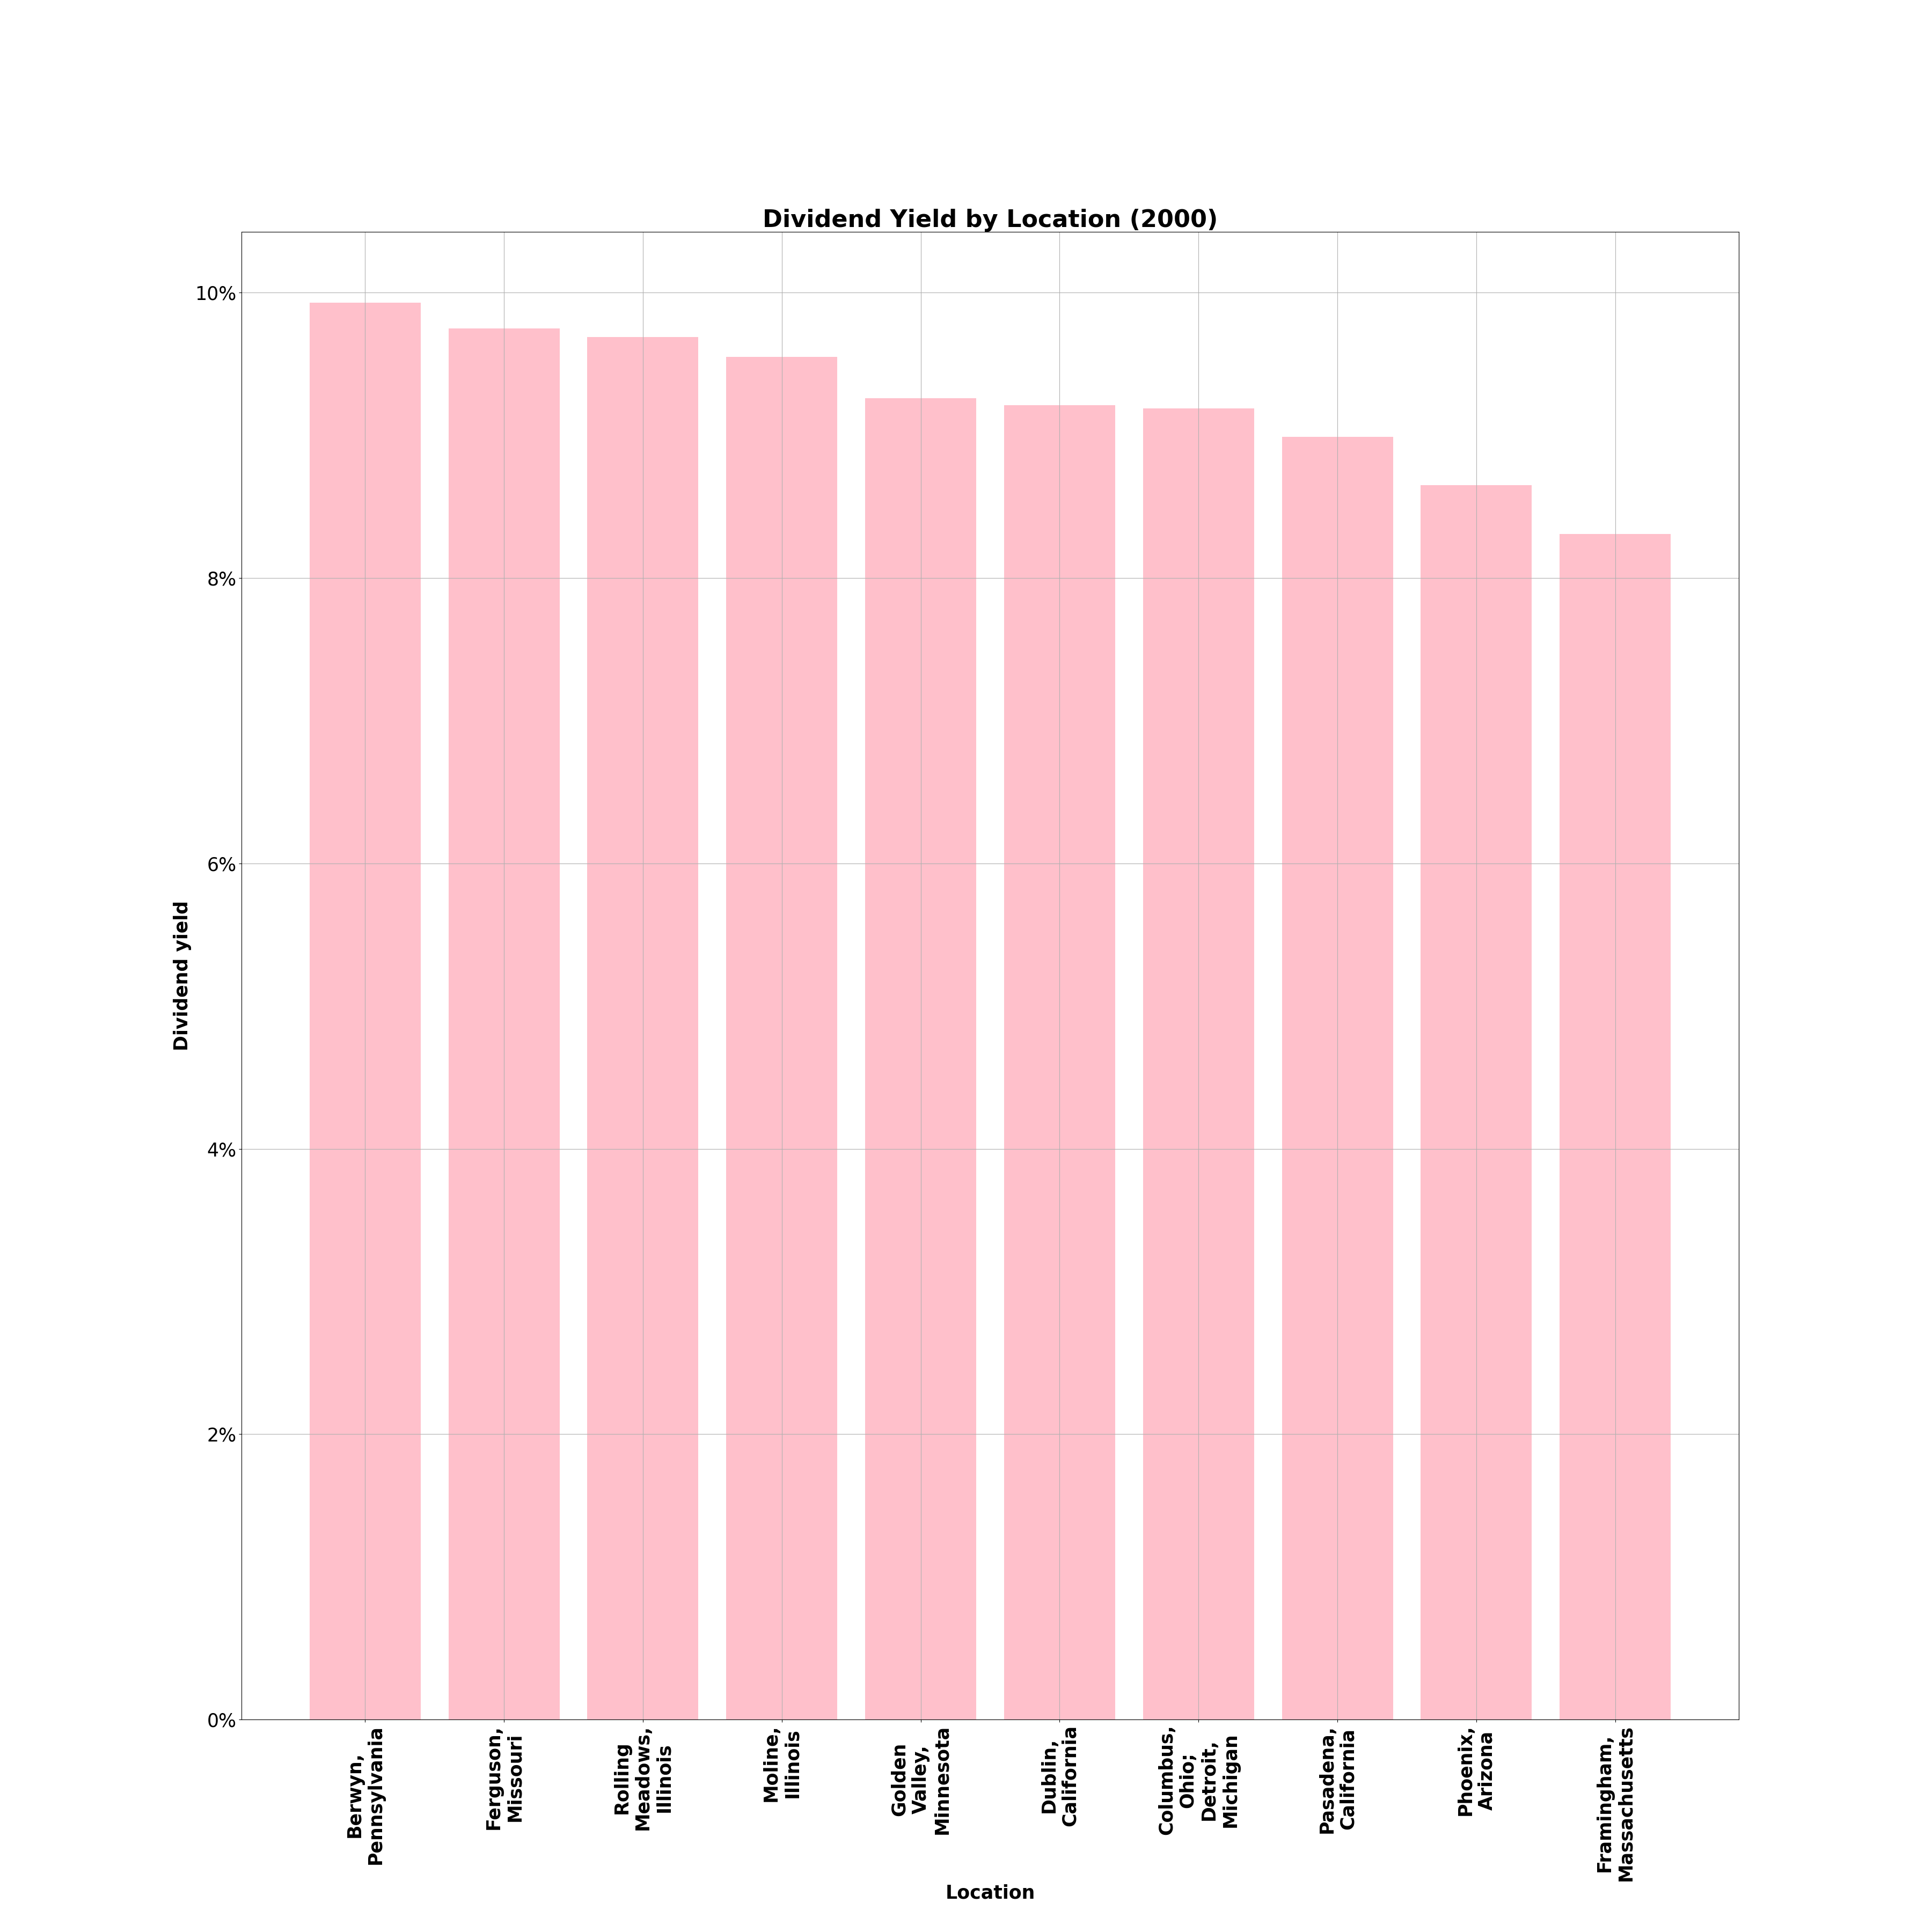 Dividend Yield by Location (2000)
10%
8%
6%
4%
2%
0%
Dividend yield
Berwyn,
Pennsylvania
Ferguson,
Missouri
Rolling
Meadows,
Illinois
Moline,
Illinois
Golden
Valley,
Minnesota
Dublin,
California
Columbus,
Ohio;
Detroit,
Michigan
Pasadena,
California
Phoenix,
Arizona
Framingham,
Massachusetts
Location